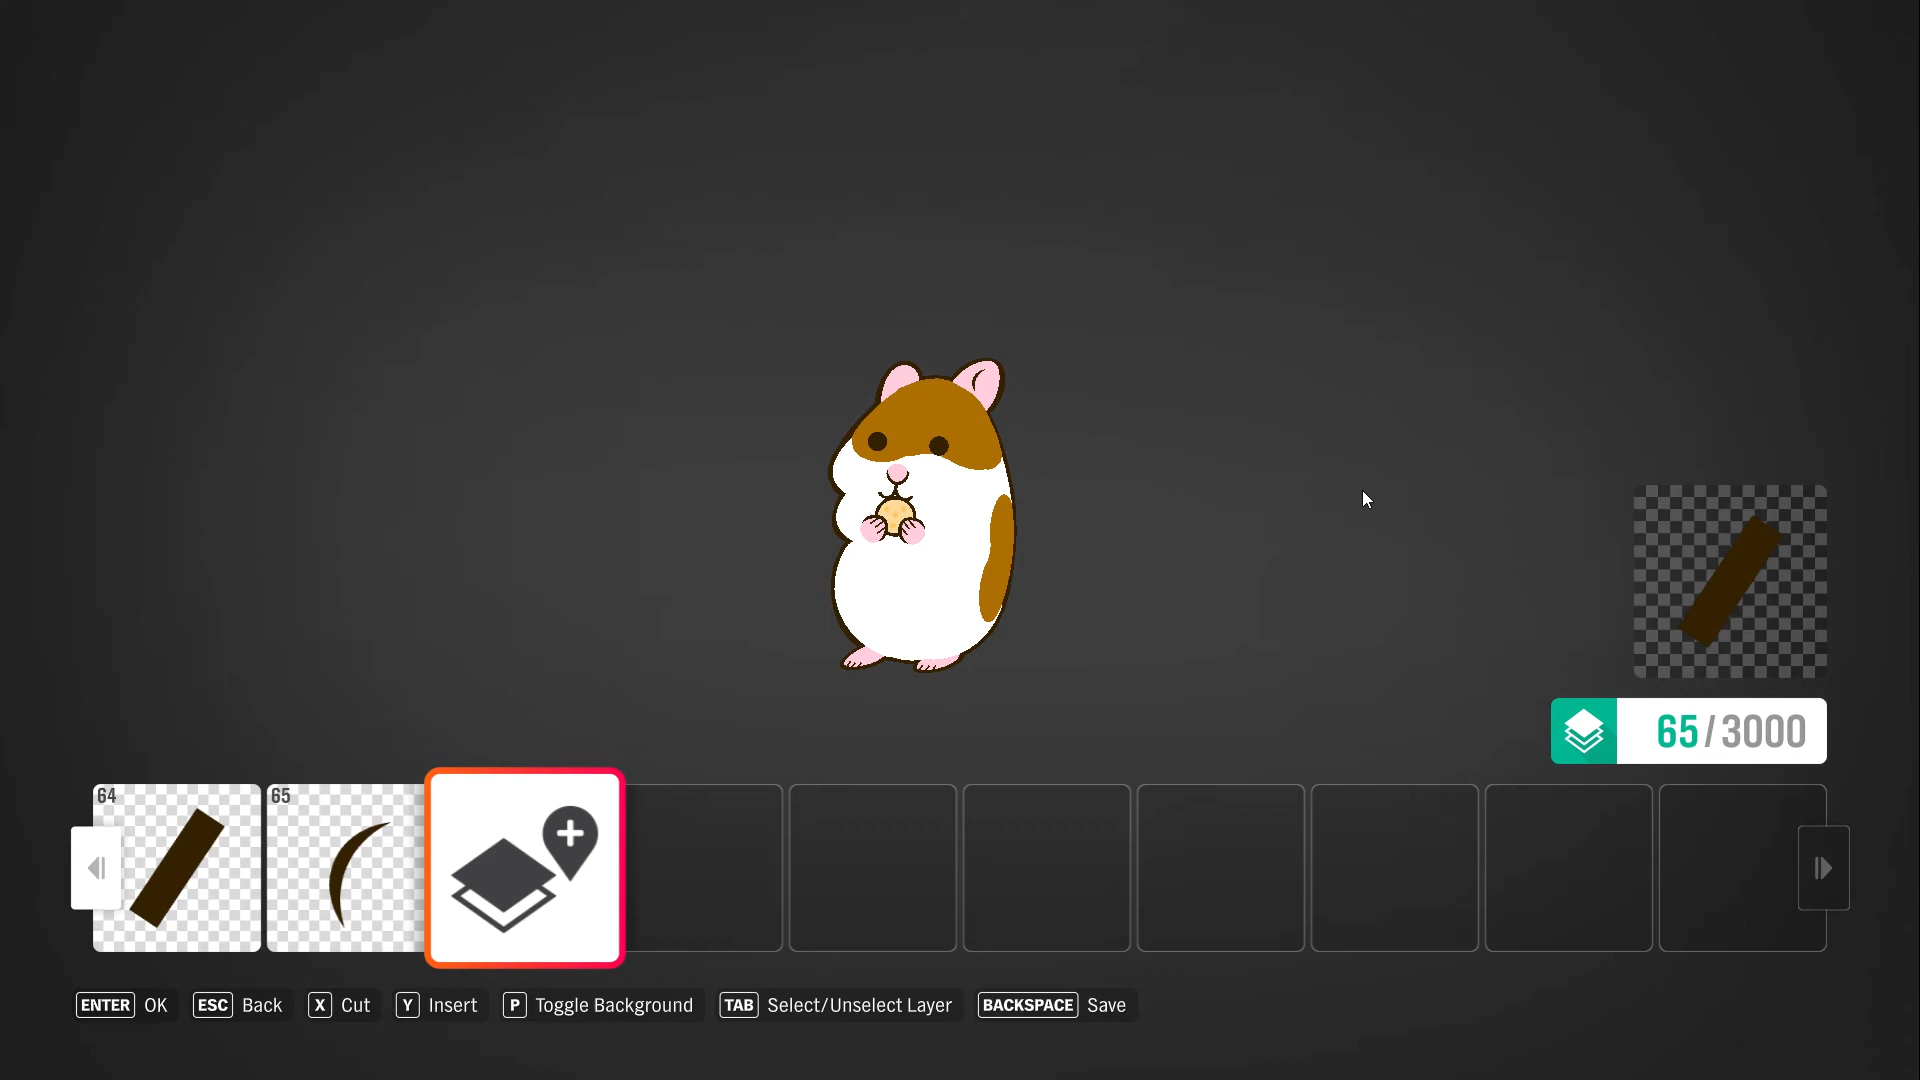 65/3000
64
65
ENTER OK ESC Back X Cut Y Insert P Toggle Background TAB Select/Unselect Layer BACKSPACE Save